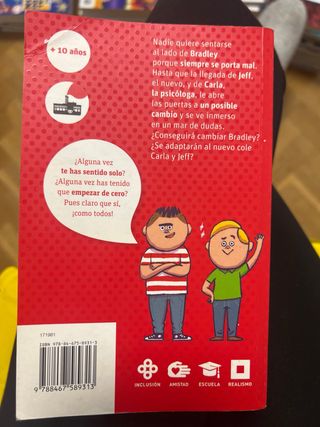 + 10 años
Nadie quiere sentarse
al lado de Bradley
porque siempre se porta mal.
Hasta que la llegada de Jeff,
el nuevo, y de Carla,
la psicóloga, le abre
las puertas a un posible
cambio y se ve inmerso
en un mar de dudas.
¿Conseguirá cambiar Bradley?
¿Se adaptarán al nuevo cole
Carla y Jeff?
¿Alguna vez
te has sentido solo?
¿Alguna vez has tenido
que empezar de cero?
Pues claro que sí,
¡como todos!
171001
ISBN 978-84-675-8931-3
9 788467 589313
INCLUSIÓN
AMISTAD
ESCUELA
REALISMO